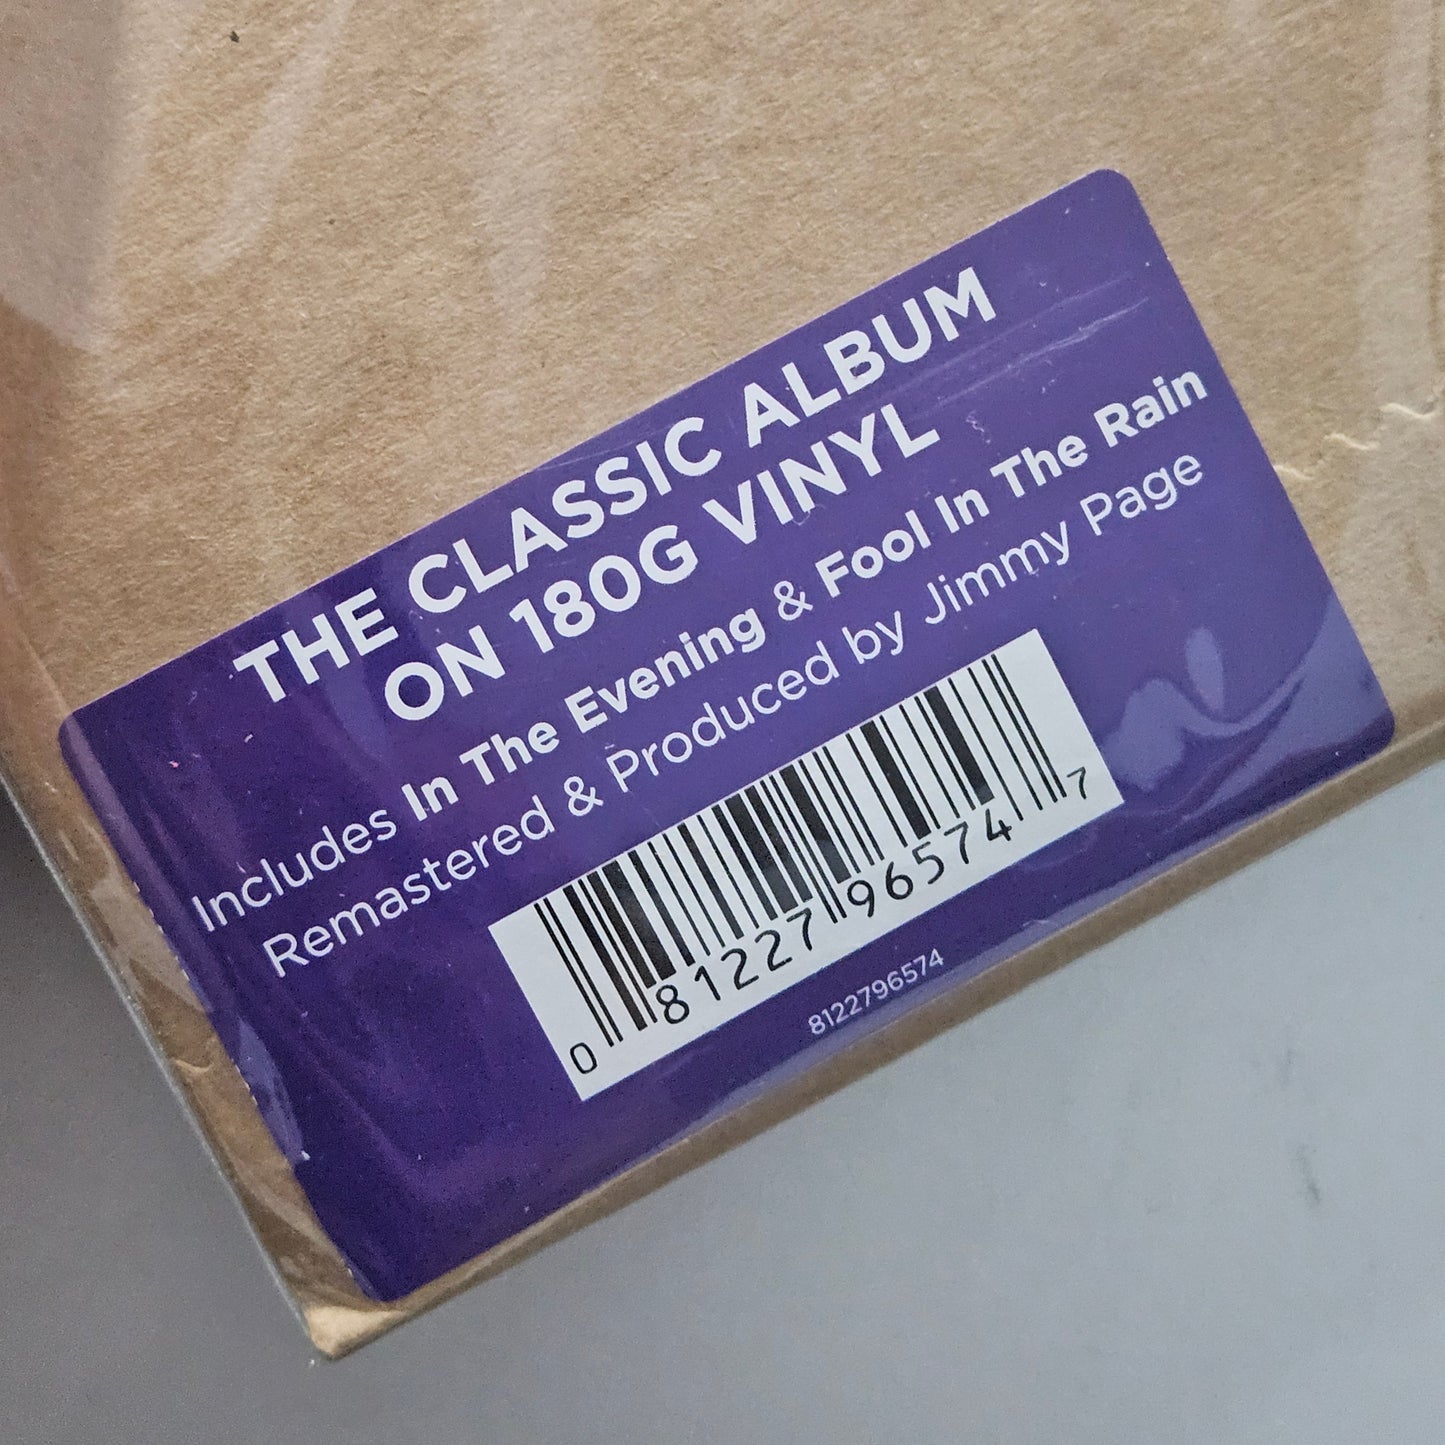 THE CLASSIC ALBUM
ON 180G VINYL
Includes In The Evening & Fool In The Rain
Remastered & Produced by Jimmy Page
0 81227 96574 7
8122796574